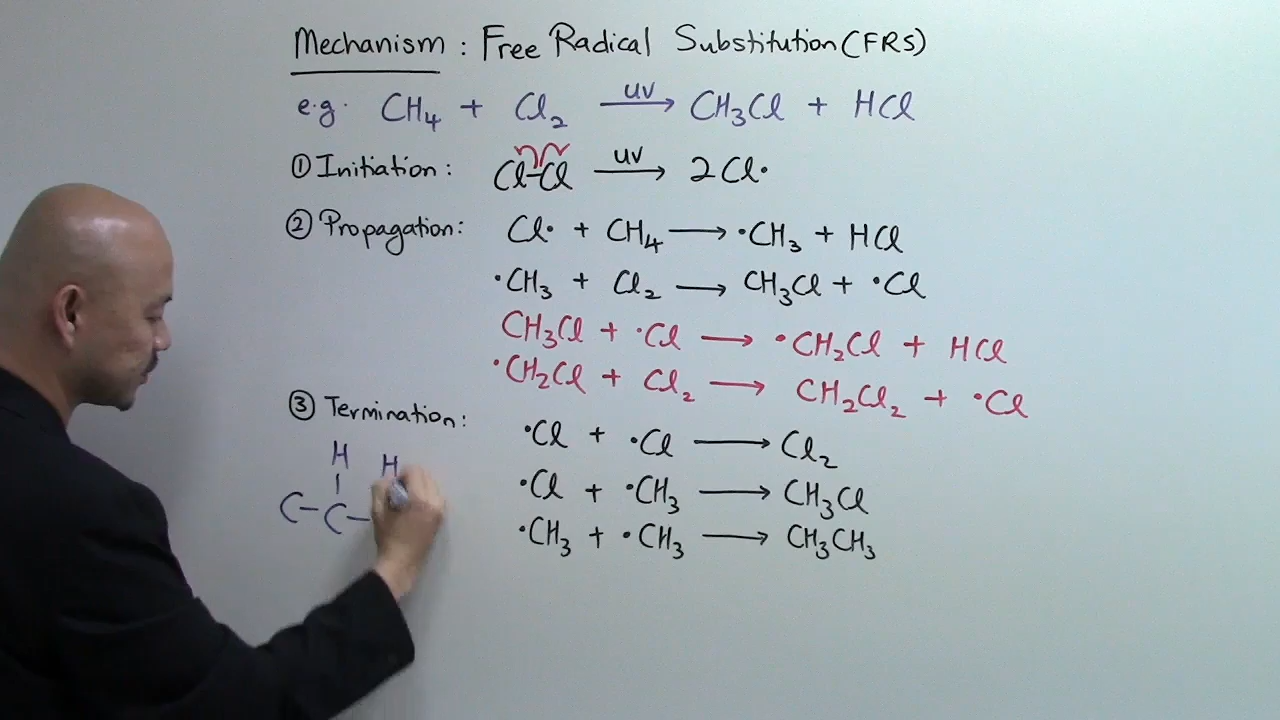 Mechanism : Free Radical Substitution (FRS)
e.g. CH₄ + Cl₂ —uv→ CH₃Cl + HCl
① Initiation : Cl–Cl —uv→ 2Cl•
② Propagation: Cl• + CH₄ → •CH₃ + HCl
•CH₃ + Cl₂ → CH₃Cl + •Cl
CH₃Cl + •Cl → •CH₂Cl + HCl
•CH₂Cl + Cl₂ → CH₂Cl₂ + •Cl
③ Termination: •Cl + •Cl → Cl₂
•Cl + •CH₃ → CH₃Cl
•CH₃ + •CH₃ → CH₃CH₃
H H
C–C–